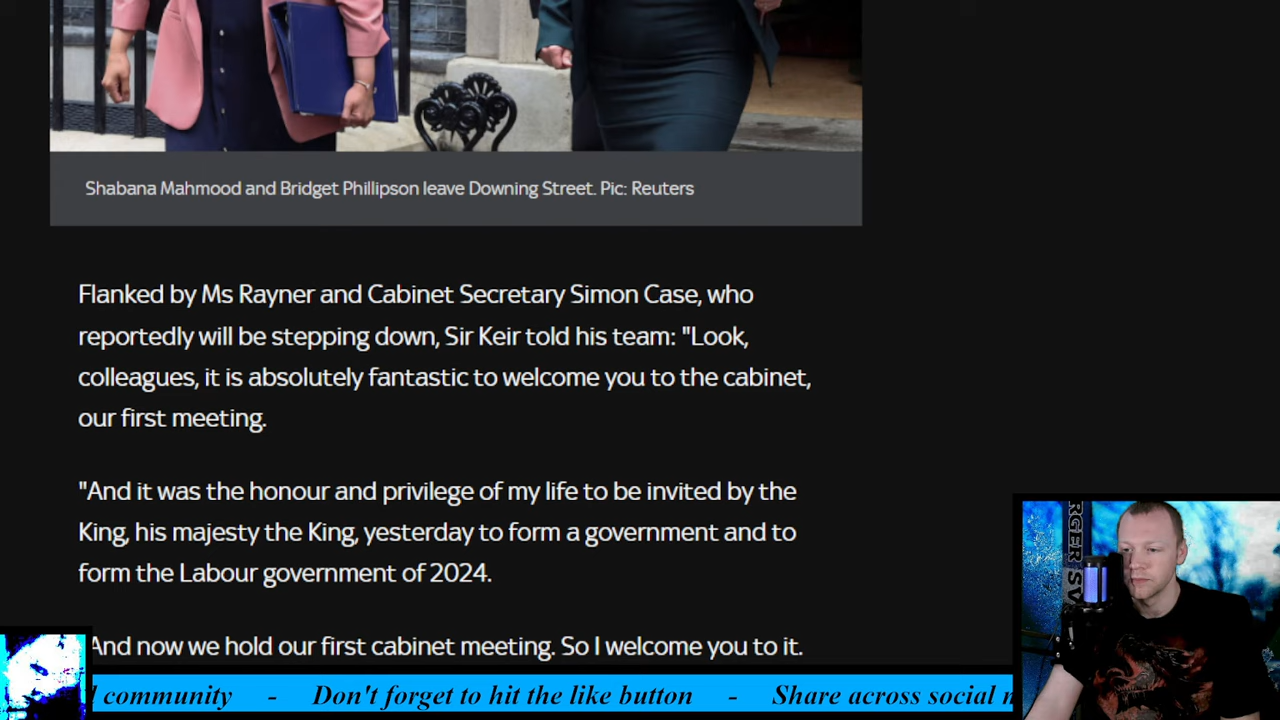 Shabana Mahmood and Bridget Phillipson leave Downing Street. Pic: Reuters
Flanked by Ms Rayner and Cabinet Secretary Simon Case, who
reportedly will be stepping down, Sir Keir told his team: "Look,
colleagues, it is absolutely fantastic to welcome you to the cabinet,
our first meeting.
"And it was the honour and privilege of my life to be invited by the
King, his majesty the King, yesterday to form a government and to
form the Labour government of 2024.
And now we hold our first cabinet meeting. So I welcome you to it.
community - Don't forget to hit the like button - Share across social